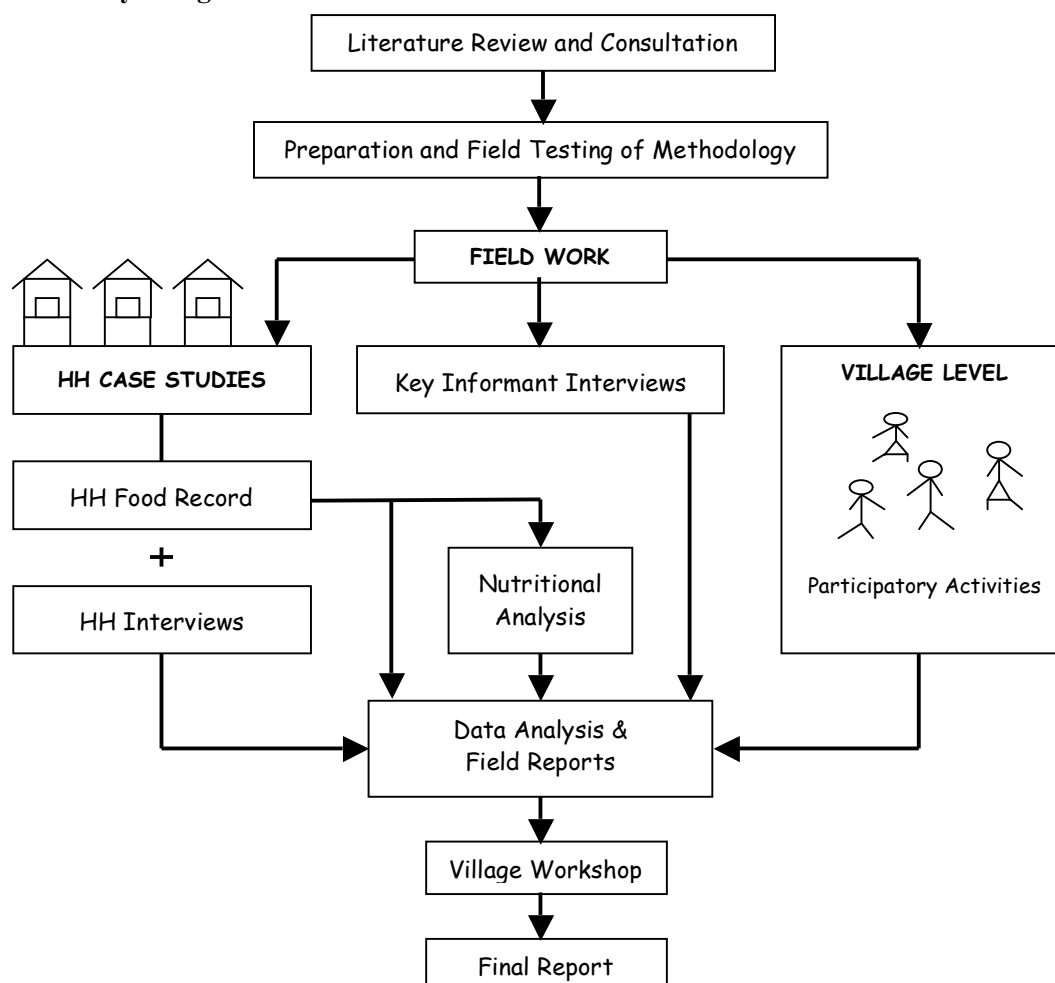 Literature Review and Consultation
Preparation and Field Testing of Methodology
FIELD WORK
HH CASE STUDIES
Key Informant Interviews
VILLAGE LEVEL
HH Food Record
+
Nutritional
Analysis
HH Interviews
Participatory Activities
Data Analysis &
Field Reports
Village Workshop
Final Report